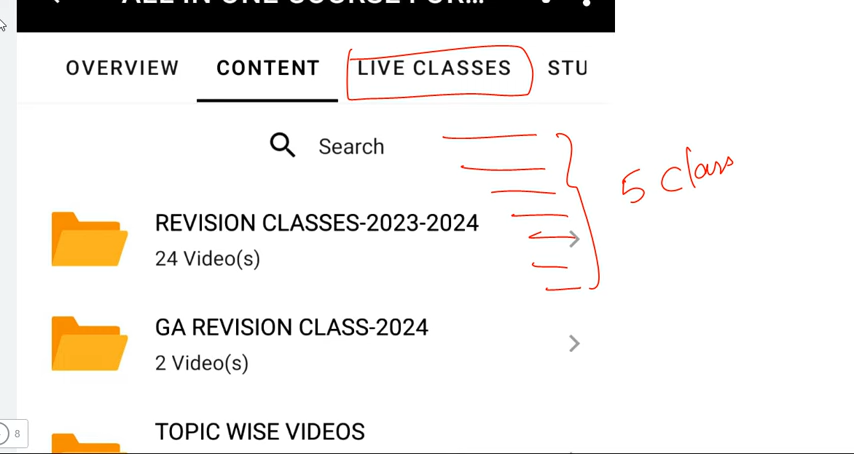 OVERVIEW CONTENT LIVE CLASSES STU
Search
5 class
REVISION CLASSES-2023-2024
24 Video(s)
GA REVISION CLASS-2024
2 Video(s)
TOPIC WISE VIDEOS
8